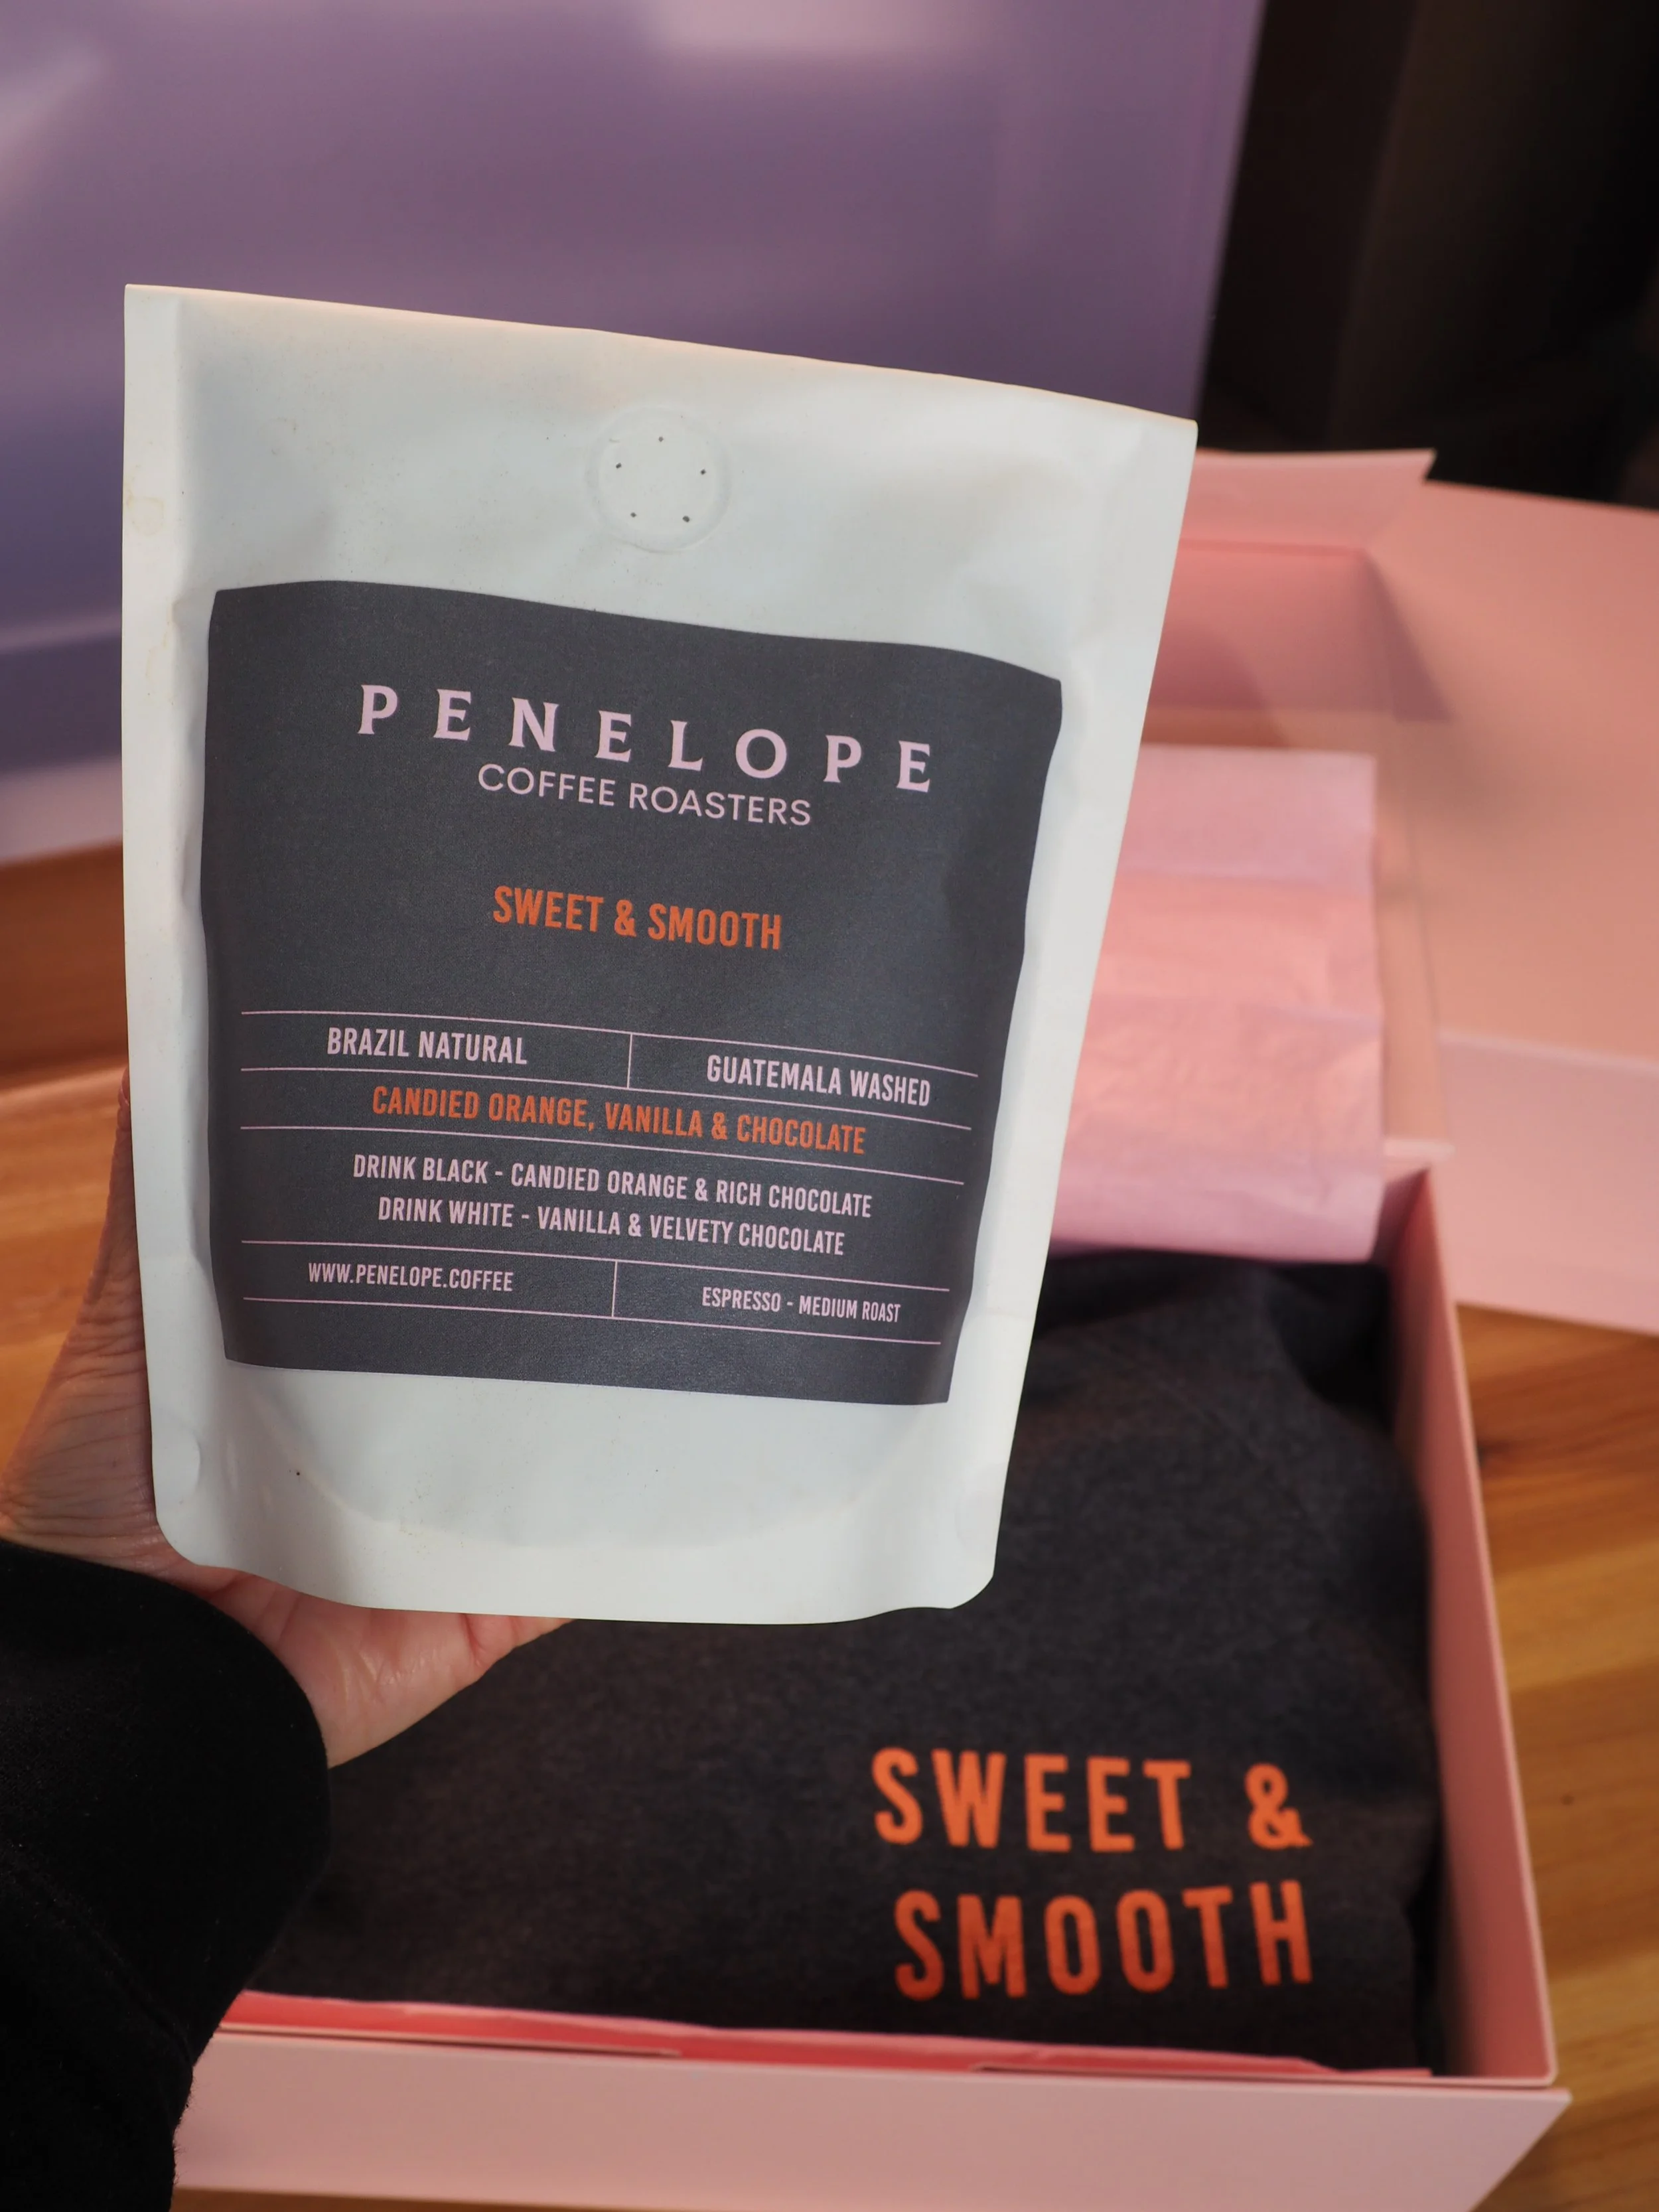 PENELOPE
COFFEE ROASTERS
SWEET & SMOOTH
BRAZIL NATURAL
GUATEMALA WASHED
CANDIED ORANGE, VANILLA & CHOCOLATE
DRINK BLACK - CANDIED ORANGE & RICH CHOCOLATE
DRINK WHITE - VANILLA & VELVETY CHOCOLATE
WWW.PENELOPE.COFFEE
ESPRESSO - MEDIUM ROAST
SWEET &
SMOOTH